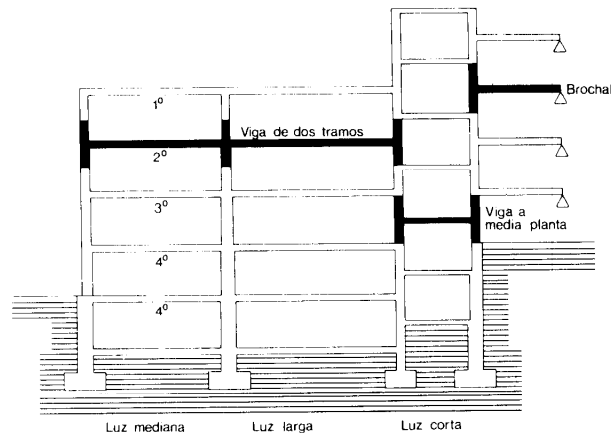 Brochal
1º
Viga de dos tramos
2º
3º
Viga a
media planta
4º
4º
Luz mediana
Luz larga
Luz corta